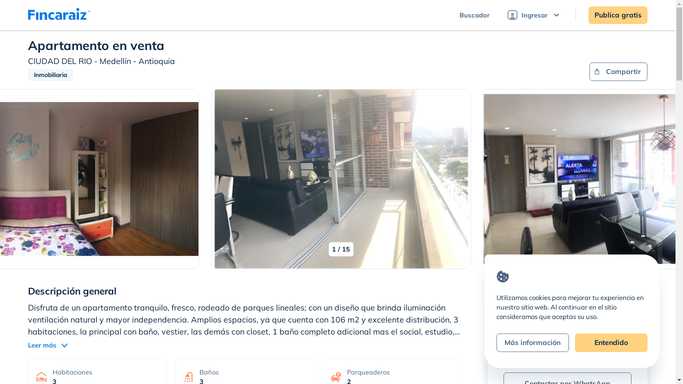 Fincaraiz
Buscador
Ingresar
Publica gratis
Apartamento en venta
CIUDAD DEL RIO - Medellín - Antioquia
Inmobiliaria
Compartir
ALERTA
1 / 15
Descripción general
Disfruta de un apartamento tranquilo, fresco, rodeado de parques lineales; con un diseño que brinda iluminación
ventilación natural y mayor independencia. Amplios espacios, ya que cuenta con 106 m2 y excelente distribución, 3
habitaciones, la principal con baño, vestier, las demás con closet, 1 baño completo adicional mas el social, estudio,...
Leer más
Habitaciones
3
Baños
3
Parqueaderos
2
Utilizamos cookies para mejorar tu experiencia en
nuestro sitio web. Al continuar en el sitio
consideramos que aceptas su uso.
Más información
Entendido
Contactar por WhatsApp